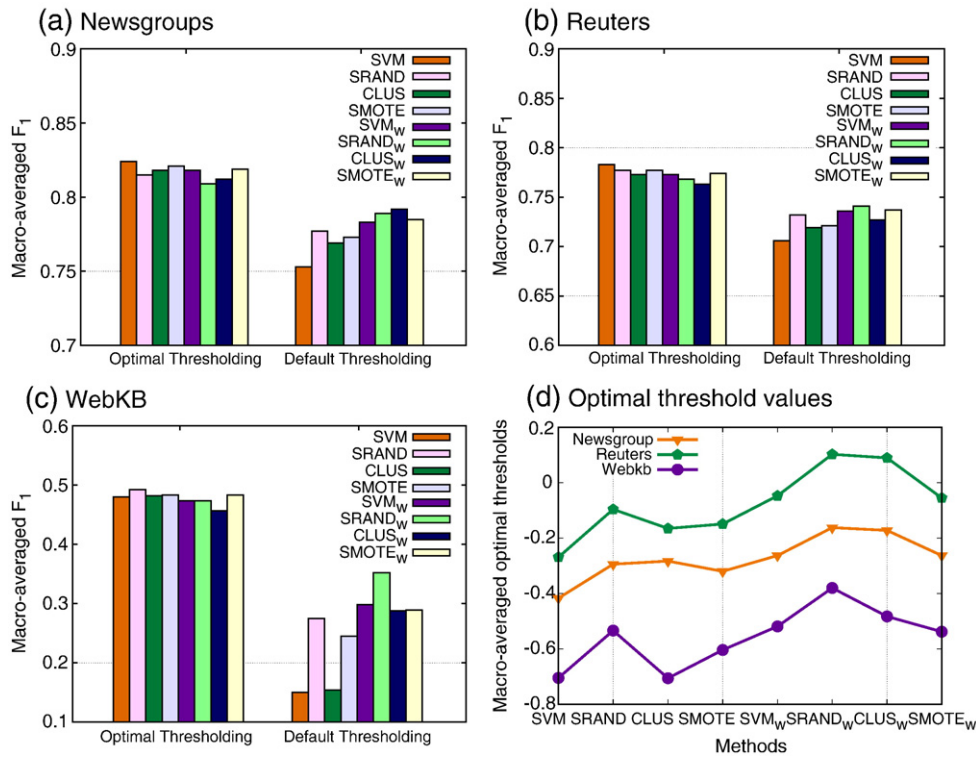 (a) Newsgroups
Macro-averaged F1
0.9
0.85
0.8
0.75
0.7
SVM
SRAND
CLUS
SMOTE
SVMW
SRANDW
CLUSW
SMOTEW
Optimal Thresholding
Default Thresholding
(b) Reuters
Macro-averaged F1
0.9
0.85
0.8
0.75
0.7
0.65
0.6
SVM
SRAND
CLUS
SMOTE
SVMW
SRANDW
CLUSW
SMOTEW
Optimal Thresholding
Default Thresholding
(c) WebKB
Macro-averaged F1
0.6
0.5
0.4
0.3
0.2
0.1
SVM
SRAND
CLUS
SMOTE
SVMW
SRANDW
CLUSW
SMOTEW
Optimal Thresholding
Default Thresholding
(d) Optimal threshold values
Macro-averaged optimal thresholds
0.2
0
-0.2
-0.4
-0.6
-0.8
Newsgroup
Reuters
Webkb
SVM SRAND CLUS SMOTE SVMW SRANDW CLUSW SMOTEW
Methods